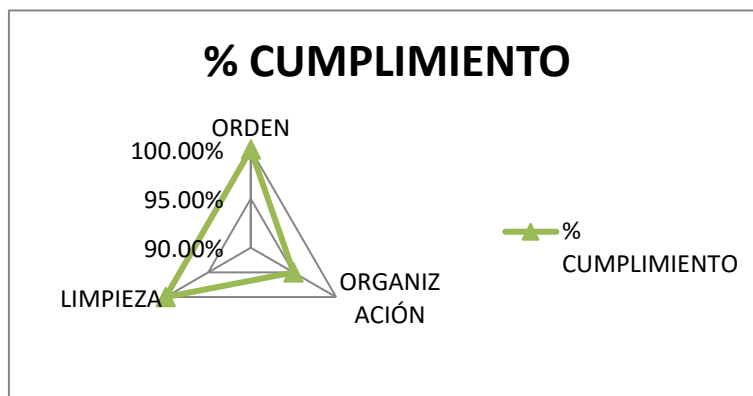 % CUMPLIMIENTO
ORDEN
100.00%
95.00%
90.00%
LIMPIEZA
ORGANIZ
ACIÓN
%
CUMPLIMIENTO